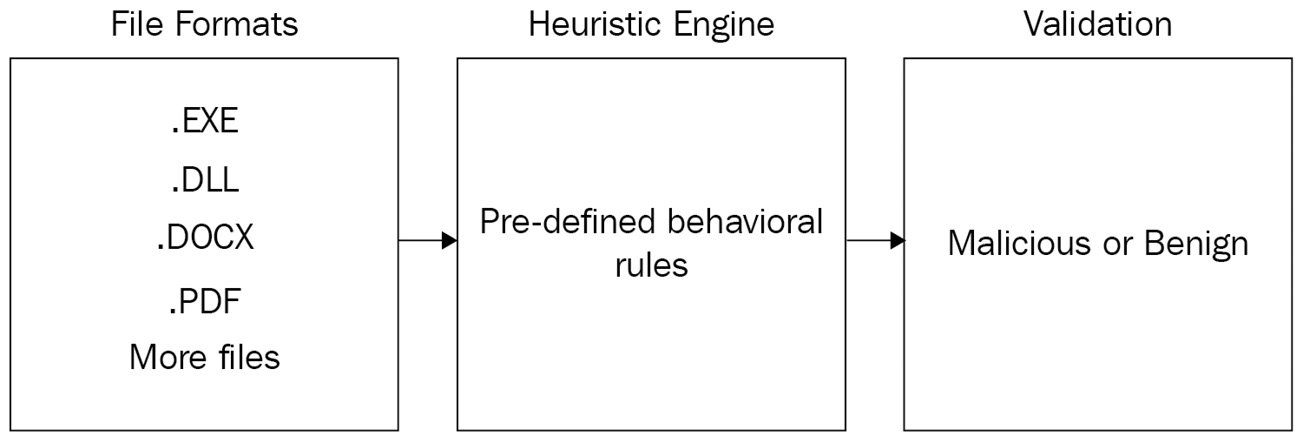 File Formats
.EXE
.DLL
.DOCX
.PDF
More files
Heuristic Engine
Pre-defined behavioral
rules
Validation
Malicious or Benign